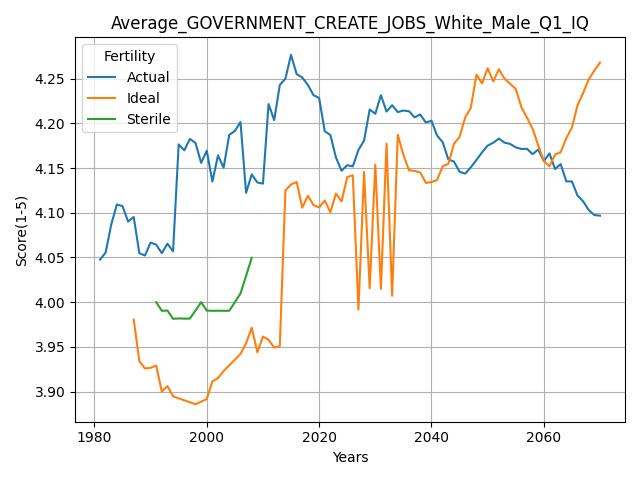 Average_GOVERNMENT_CREATE_JOBS_White_Male_Q1_IQ
Fertility
Actual
Ideal
Sterile
Score(1-5)
4.25
4.20
4.15
4.10
4.05
4.00
3.95
3.90
1980 2000 2020 2040 2060
Years